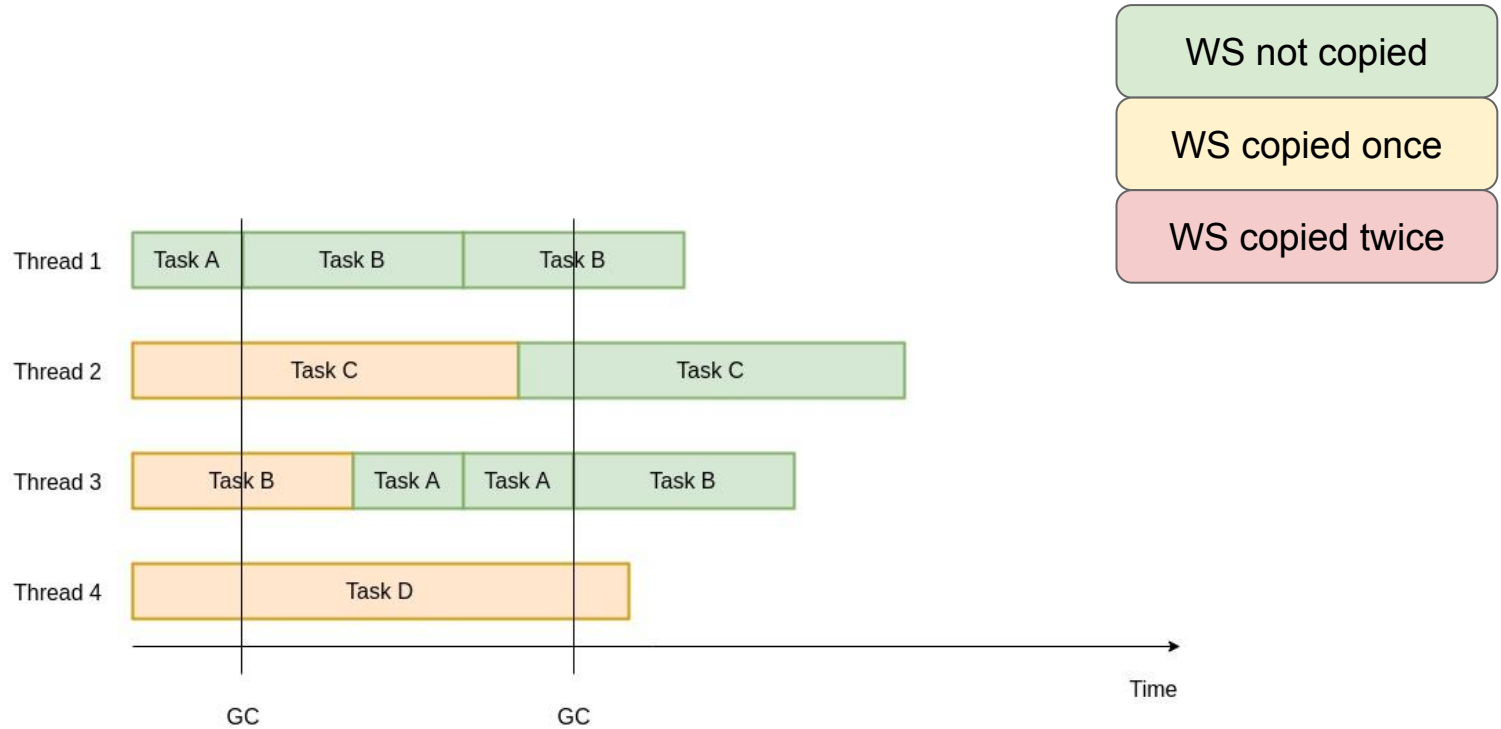 WS not copied
WS copied once
WS copied twice
Thread 1 Task A Task B Task B
Thread 2 Task C Task C
Thread 3 Task B Task A Task A Task B
Thread 4 Task D
Time
GC GC